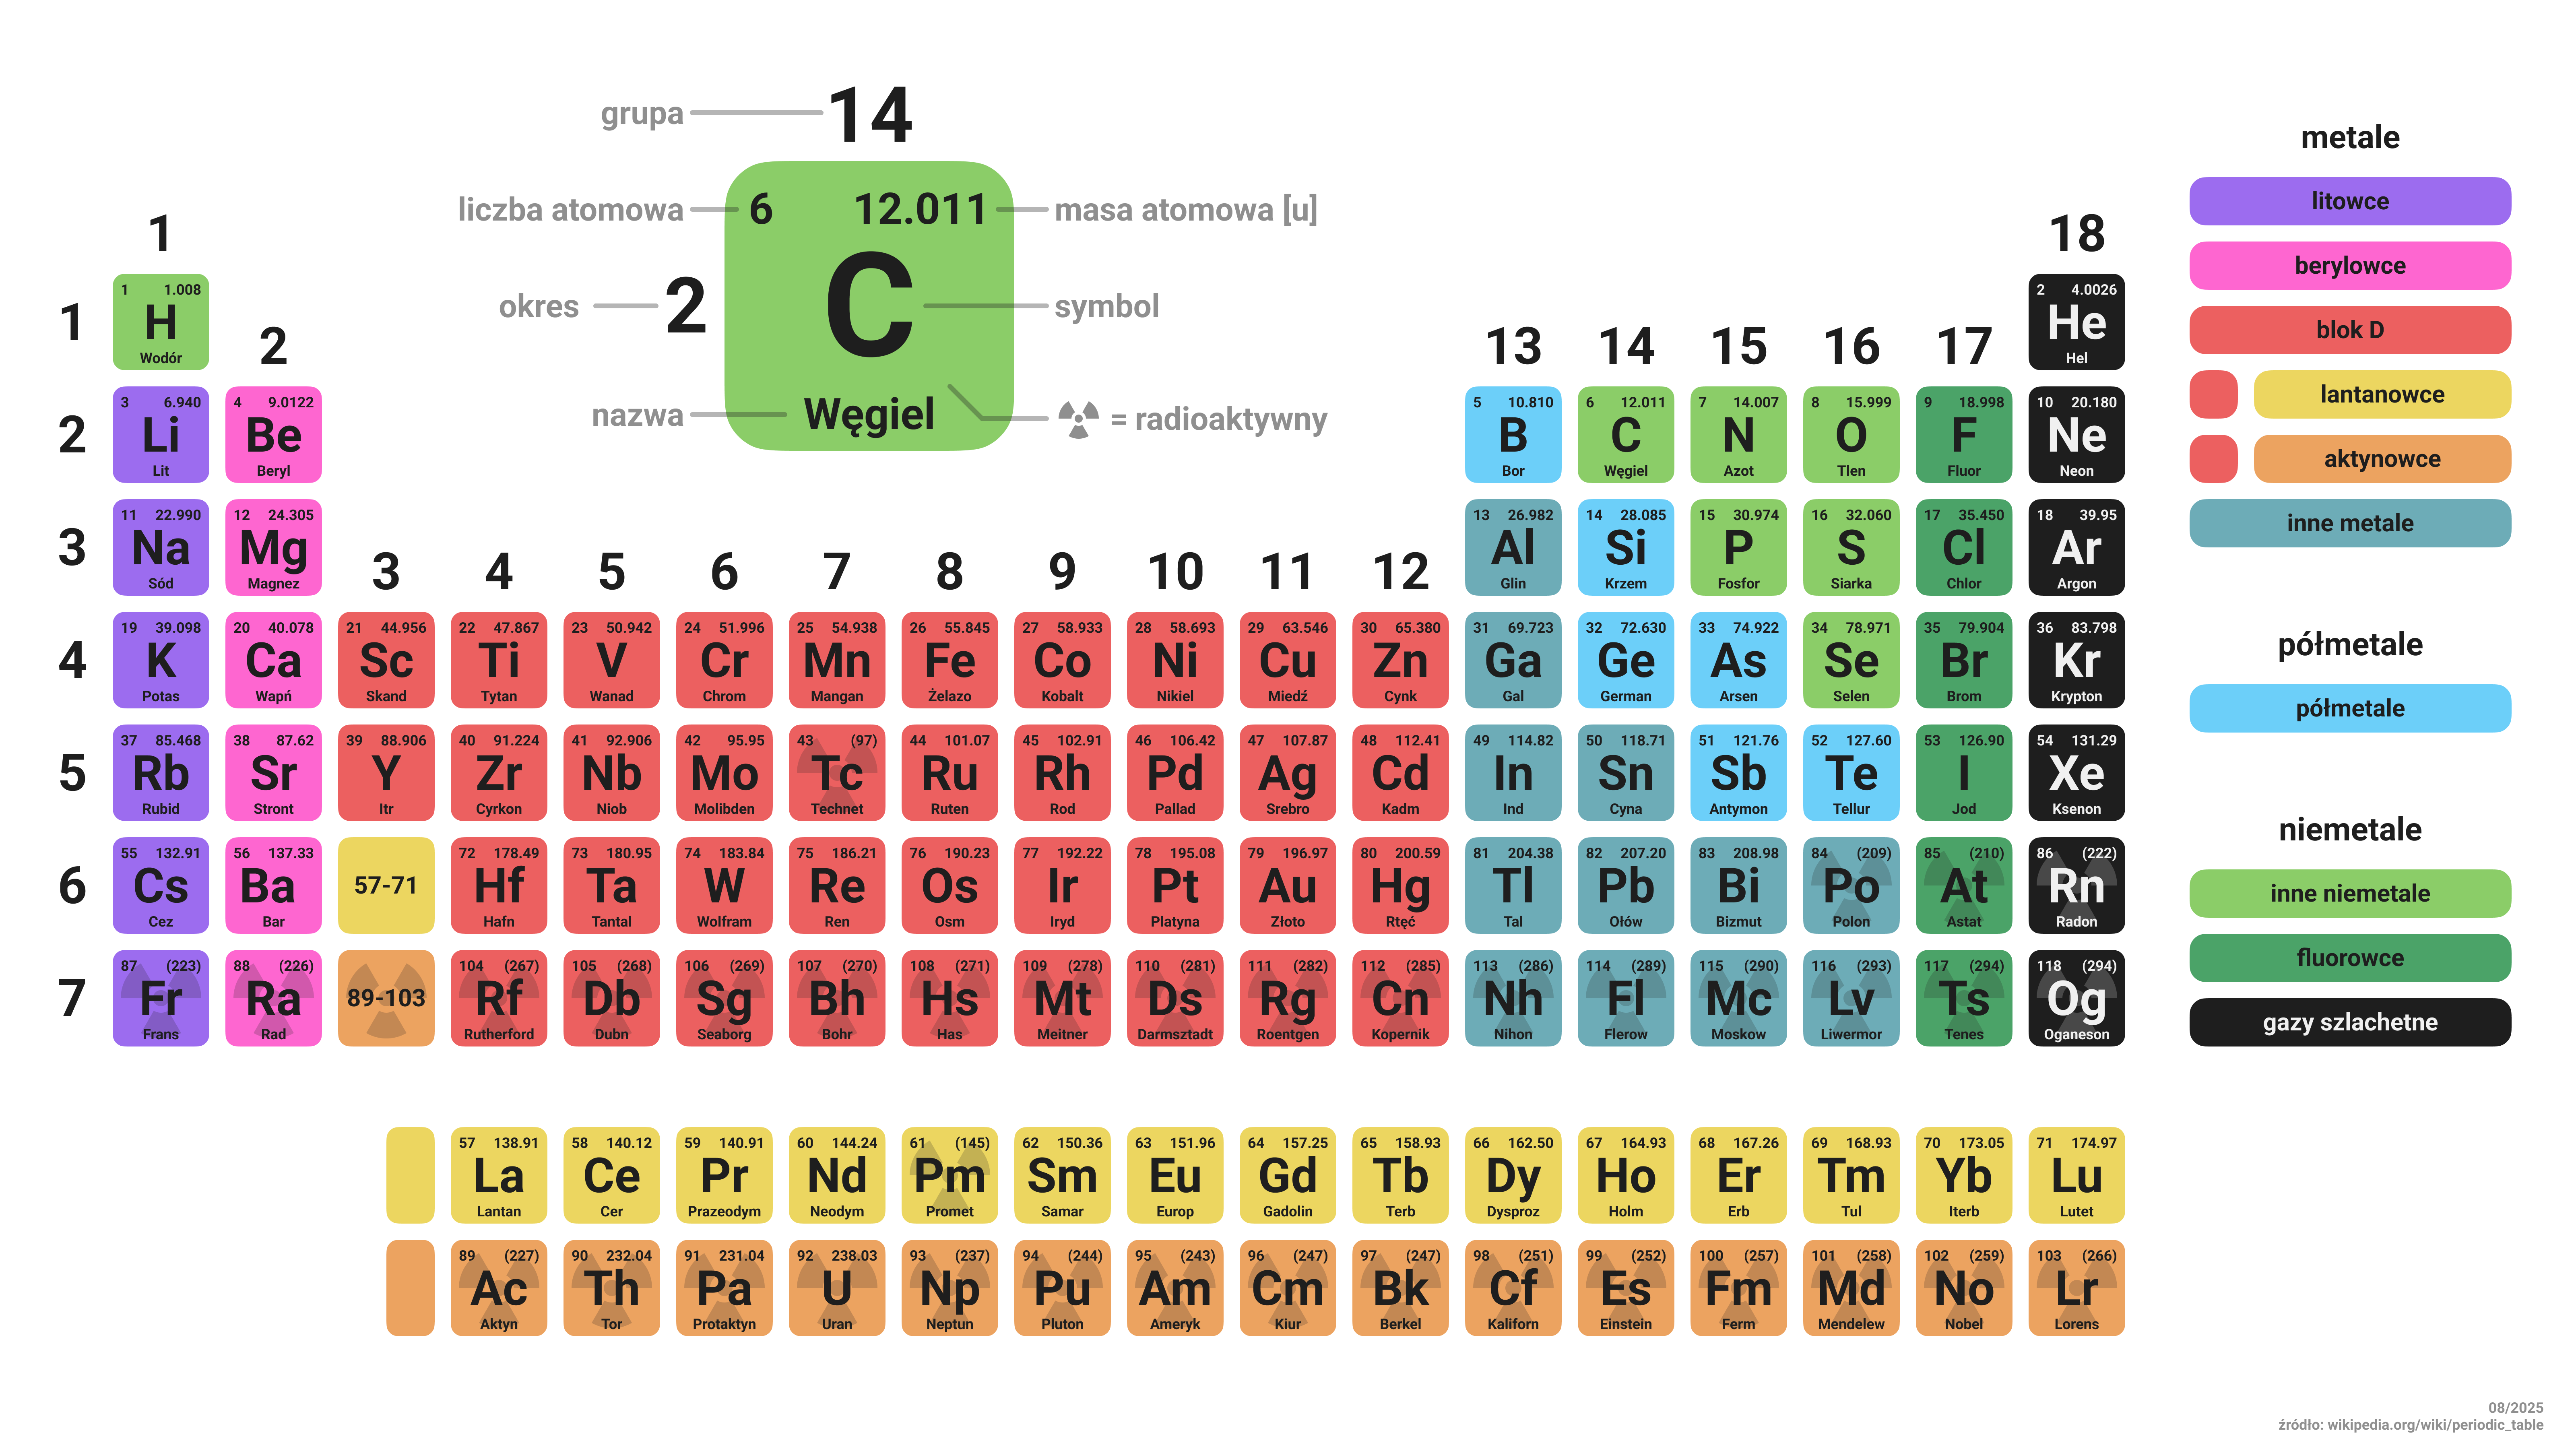 grupa 14
liczba atomowa 6 12.011 masa atomowa [u]
okres 2 C symbol
nazwa Węgiel = radioaktywny
1 2 3 4 5 6 7 8 9 10 11 12 13 14 15 16 17 18
1
1 1.008 H Wodór
2 4.0026 He Hel
2
3 6.940 Li Lit
4 9.0122 Be Beryl
5 10.810 B Bor
6 12.011 C Węgiel
7 14.007 N Azot
8 15.999 O Tlen
9 18.998 F Fluor
10 20.180 Ne Neon
3
11 22.990 Na Sód
12 24.305 Mg Magnez
13 26.982 Al Glin
14 28.085 Si Krzem
15 30.974 P Fosfor
16 32.060 S Siarka
17 35.450 Cl Chlor
18 39.95 Ar Argon
4
19 39.098 K Potas
20 40.078 Ca Wapń
21 44.956 Sc Skand
22 47.867 Ti Tytan
23 50.942 V Wanad
24 51.996 Cr Chrom
25 54.938 Mn Mangan
26 55.845 Fe Żelazo
27 58.933 Co Kobalt
28 58.693 Ni Nikiel
29 63.546 Cu Miedź
30 65.380 Zn Cynk
31 69.723 Ga Gal
32 72.630 Ge German
33 74.922 As Arsen
34 78.971 Se Selen
35 79.904 Br Brom
36 83.798 Kr Krypton
5
37 85.468 Rb Rubid
38 87.62 Sr Stront
39 88.906 Y Itr
40 91.224 Zr Cyrkon
41 92.906 Nb Niob
42 95.95 Mo Molibden
43 (97) Tc Technet
44 101.07 Ru Ruten
45 102.91 Rh Rod
46 106.42 Pd Pallad
47 107.87 Ag Srebro
48 112.41 Cd Kadm
49 114.82 In Ind
50 118.71 Sn Cyna
51 121.76 Sb Antymon
52 127.60 Te Tellur
53 126.90 I Jod
54 131.29 Xe Ksenon
6
55 132.91 Cs Cez
56 137.33 Ba Bar
57-71
72 178.49 Hf Hafn
73 180.95 Ta Tantal
74 183.84 W Wolfram
75 186.21 Re Ren
76 190.23 Os Osm
77 192.22 Ir Iryd
78 195.08 Pt Platyna
79 196.97 Au Złoto
80 200.59 Hg Rtęć
81 204.38 Tl Tal
82 207.20 Pb Ołów
83 208.98 Bi Bizmut
84 (209) Po Polon
85 (210) At Astat
86 (222) Rn Radon
7
87 (223) Fr Frans
88 (226) Ra Rad
89-103
104 (267) Rf Rutherford
105 (268) Db Dubn
106 (269) Sg Seaborg
107 (270) Bh Bohr
108 (271) Hs Has
109 (278) Mt Meitner
110 (281) Ds Darmsztadt
111 (282) Rg Roentgen
112 (285) Cn Kopernik
113 (286) Nh Nihon
114 (289) Fl Flerow
115 (290) Mc Moskow
116 (293) Lv Liwermor
117 (294) Ts Tenes
118 (294) Og Oganeson
57 138.91 La Lantan
58 140.12 Ce Cer
59 140.91 Pr Prazeodym
60 144.24 Nd Neodym
61 (145) Pm Promet
62 150.36 Sm Samar
63 151.96 Eu Europ
64 157.25 Gd Gadolin
65 158.93 Tb Terb
66 162.50 Dy Dysproz
67 164.93 Ho Holm
68 167.26 Er Erb
69 168.93 Tm Tul
70 173.05 Yb Iterb
71 174.97 Lu Lutet
89 (227) Ac Aktyn
90 232.04 Th Tor
91 231.04 Pa Protaktyn
92 238.03 U Uran
93 (237) Np Neptun
94 (244) Pu Pluton
95 (243) Am Ameryk
96 (247) Cm Kiur
97 (247) Bk Berkel
98 (251) Cf Kaliforn
99 (252) Es Einstein
100 (257) Fm Ferm
101 (258) Md Mendelew
102 (259) No Nobel
103 (266) Lr Lorens
metale
litowce
berylowce
blok D
lantanowce
aktynowce
inne metale
półmetale
półmetale
niemetale
inne niemetale
fluorowce
gazy szlachetne
08/2025
źródło: wikipedia.org/wiki/periodic_table